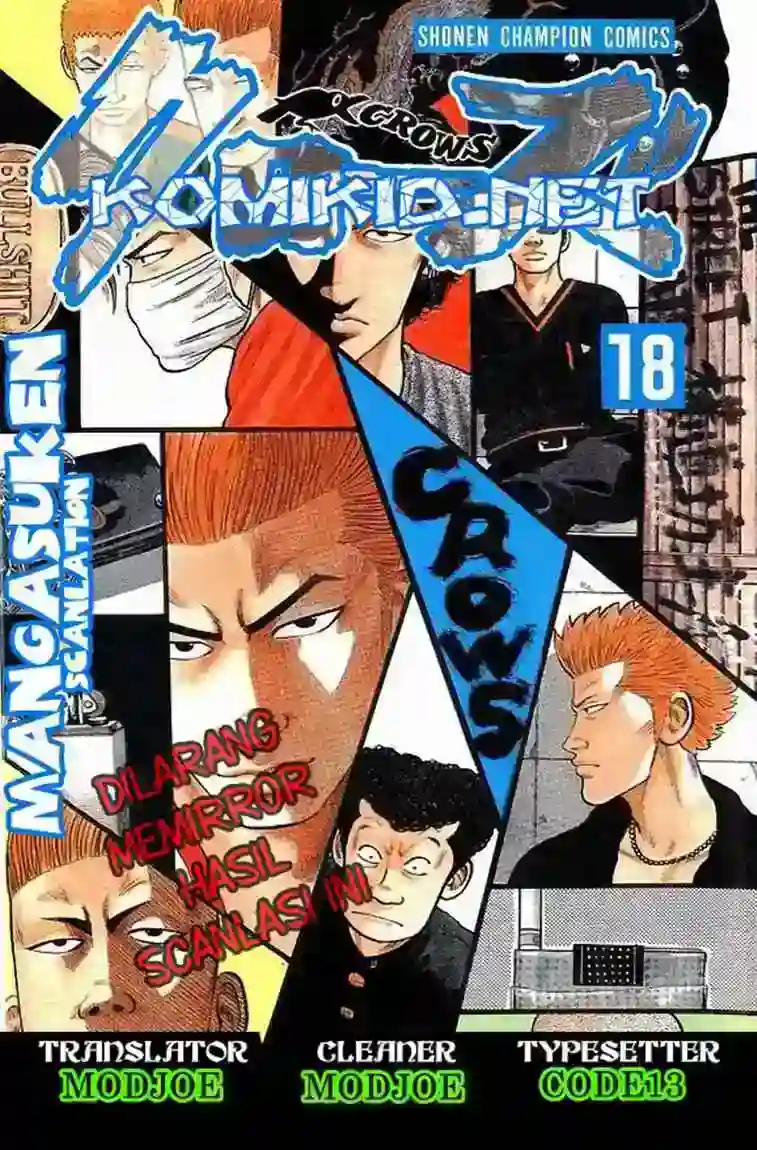 SHONEN CHAMPION COMICS
CROWS
KOMIKID.NET
BULLSHIT
18
MANGASUKEN
SCANLATION
CROWS
DILARANG
MEMIRROR
HASIL
SCANLASI INI
TRANSLATOR
MODJOE
CLEANER
MODJOE
TYPESETTER
CODE13